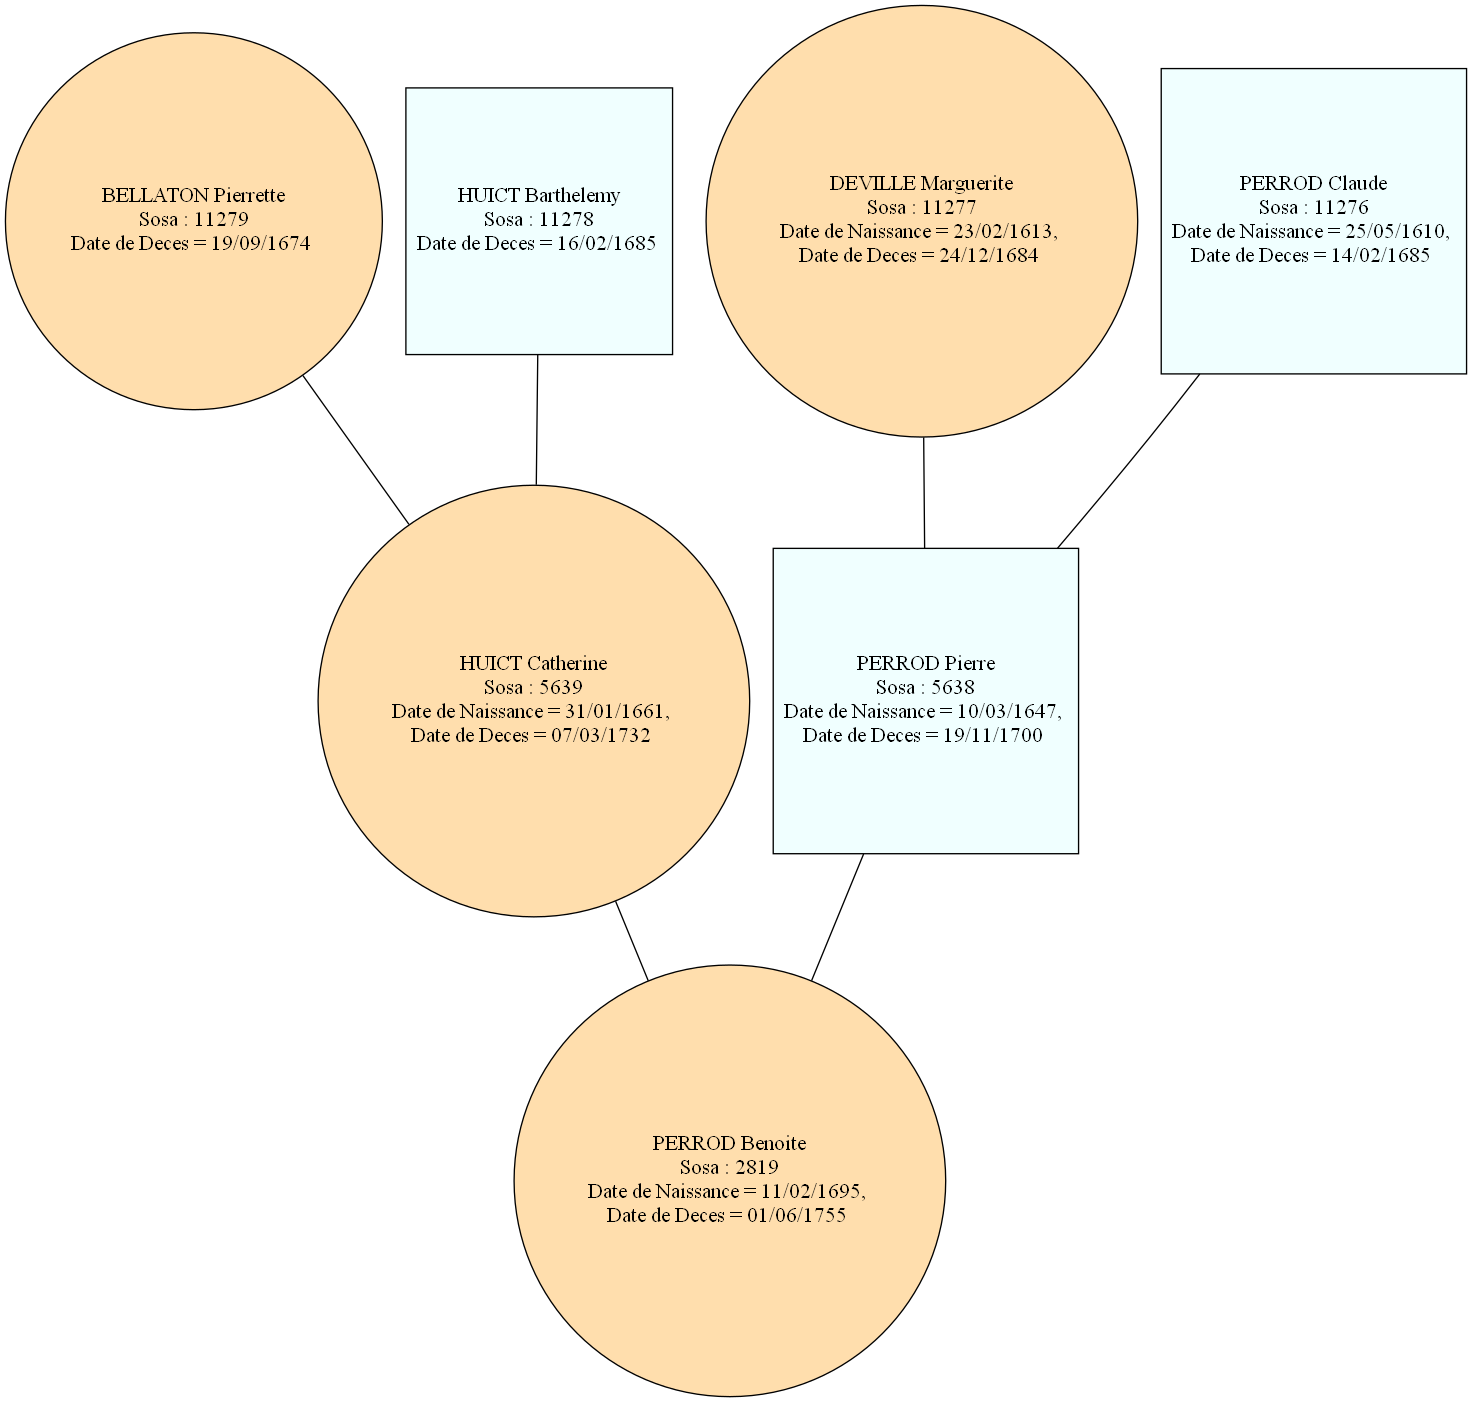 BELLATON Pierrette
Sosa : 11279
Date de Deces = 19/09/1674
HUICT Barthelemy
Sosa : 11278
Date de Deces = 16/02/1685
DEVILLE Marguerite
Sosa : 11277
Date de Naissance = 23/02/1613,
Date de Deces = 24/12/1684
PERROD Claude
Sosa : 11276
Date de Naissance = 25/05/1610,
Date de Deces = 14/02/1685
HUICT Catherine
Sosa : 5639
Date de Naissance = 31/01/1661,
Date de Deces = 07/03/1732
PERROD Pierre
Sosa : 5638
Date de Naissance = 10/03/1647,
Date de Deces = 19/11/1700
PERROD Benoite
Sosa : 2819
Date de Naissance = 11/02/1695,
Date de Deces = 01/06/1755